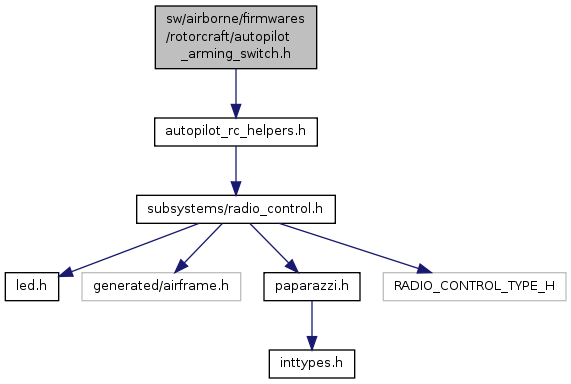 sw/airborne/firmwares
/rotorcraft/autopilot
_arming_switch.h
autopilot_rc_helpers.h
subsystems/radio_control.h
led.h
generated/airframe.h
paparazzi.h
RADIO_CONTROL_TYPE_H
inttypes.h